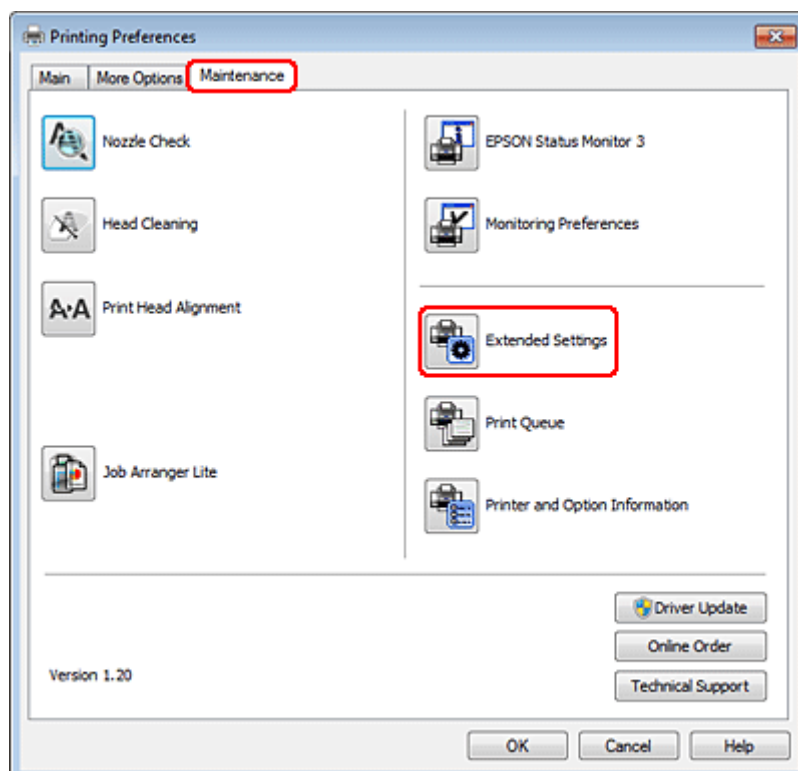 Printing Preferences
Main
More Options
Maintenance
Nozzle Check
Head Cleaning
A·A Print Head Alignment
Job Arranger Lite
EPSON Status Monitor 3
Monitoring Preferences
Extended Settings
Print Queue
Printer and Option Information
Driver Update
Online Order
Technical Support
Version 1.20
OK
Cancel
Help